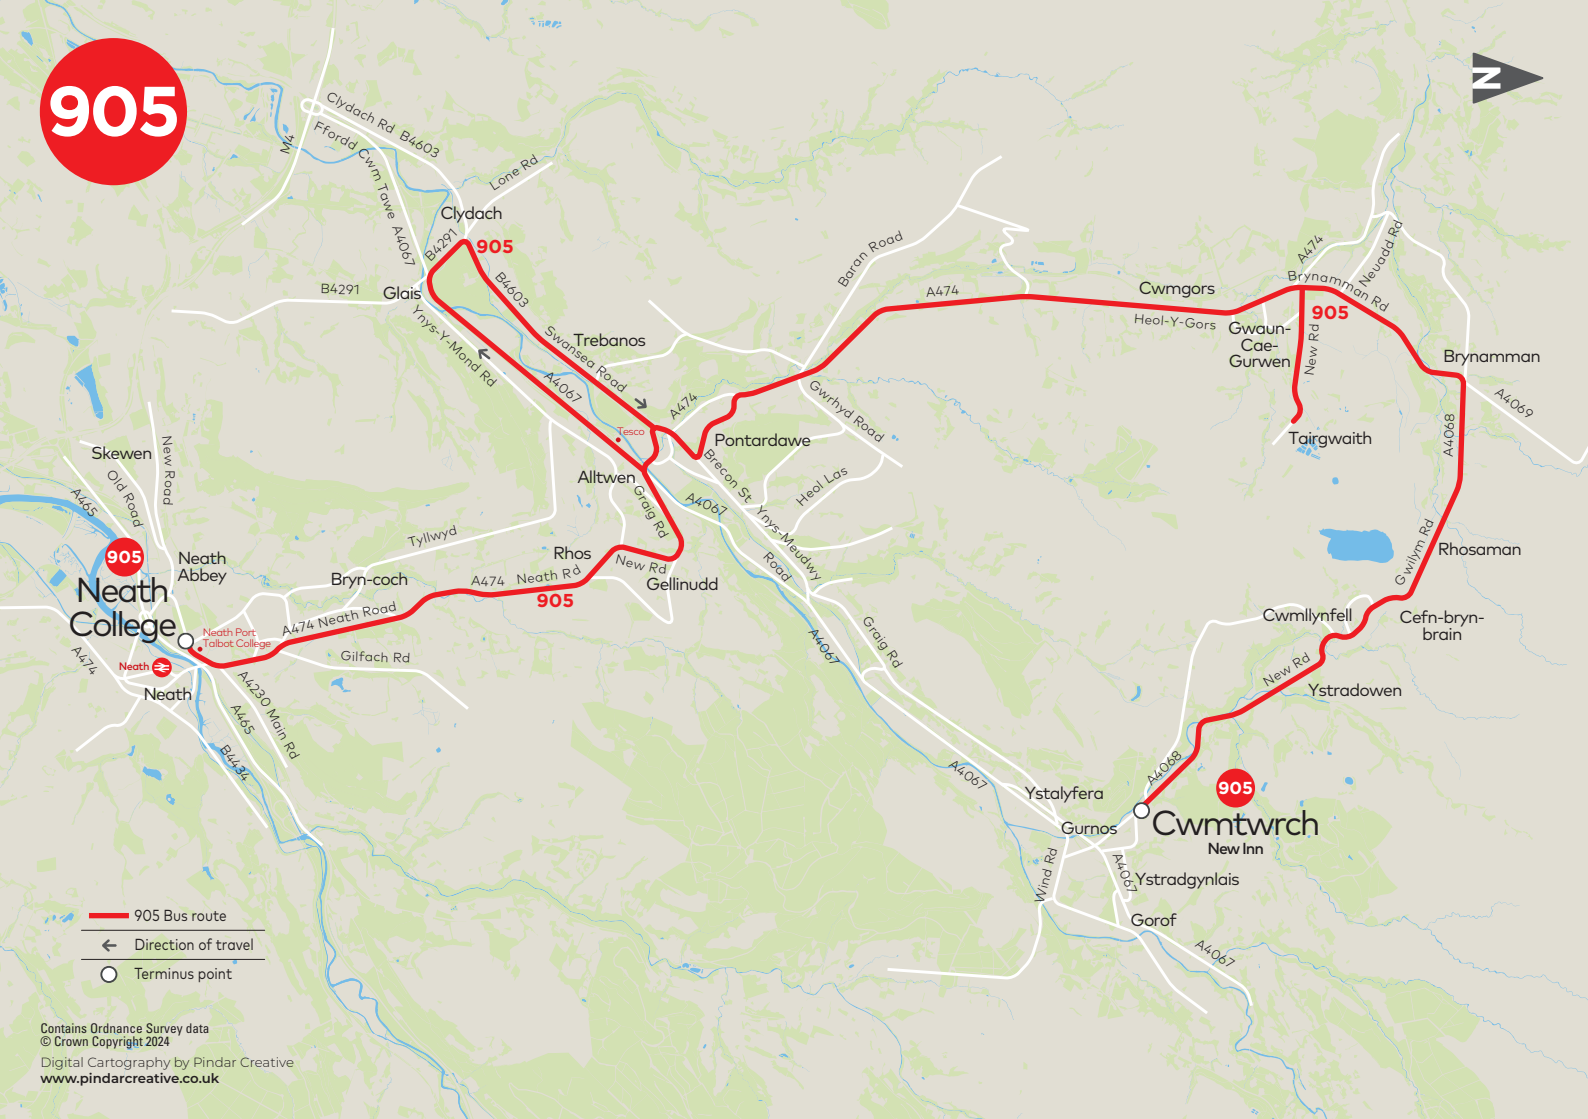 905
N
Clydach Rd B4603
Ffordd Cwm Tawe A4067
M4
Lone Rd
Clydach
B4291
905
B4603
B4291
Glais
Ynys-Y-Mond Rd
Swansea Road
Trebanos
A4067
A474
Baran Road
A474
Cwmgors
Heol-Y-Gors
A474
Neuadd Rd
Brynamman Rd
905
Gwaun-
Cae-
Gurwen
New Rd
Brynamman
A4069
A4068
Tairgwaith
Gwrhyd Road
Tesco
Pontardawe
Brecon St
Heol Las
Alltwen
Graig Rd
A4067
Ynys-Meudwy
Road
Skewen
New Road
Old Road
A465
905
Neath
Abbey
Neath
College
Neath Port
Talbot College
Neath
A474
Neath
Tyllwyd
Bryn-coch
A474 Neath Road
Gilfach Rd
Rhos
A474 Neath Rd
905
New Rd
Gellinudd
A4230 Main Rd
A465
B4434
A4067
Graig Rd
Gwilym Rd
Rhosaman
Cwmllynfell
Cefn-bryn-
brain
New Rd
Ystradowen
A4068
905
Cwmtwrch
New Inn
A4067
Ystalyfera
Gurnos
Wind Rd
A4067
Ystradgynlais
Gorof
A4067
905 Bus route
Direction of travel
Terminus point
Contains Ordnance Survey data
© Crown Copyright 2024
Digital Cartography by Pindar Creative
www.pindarcreative.co.uk